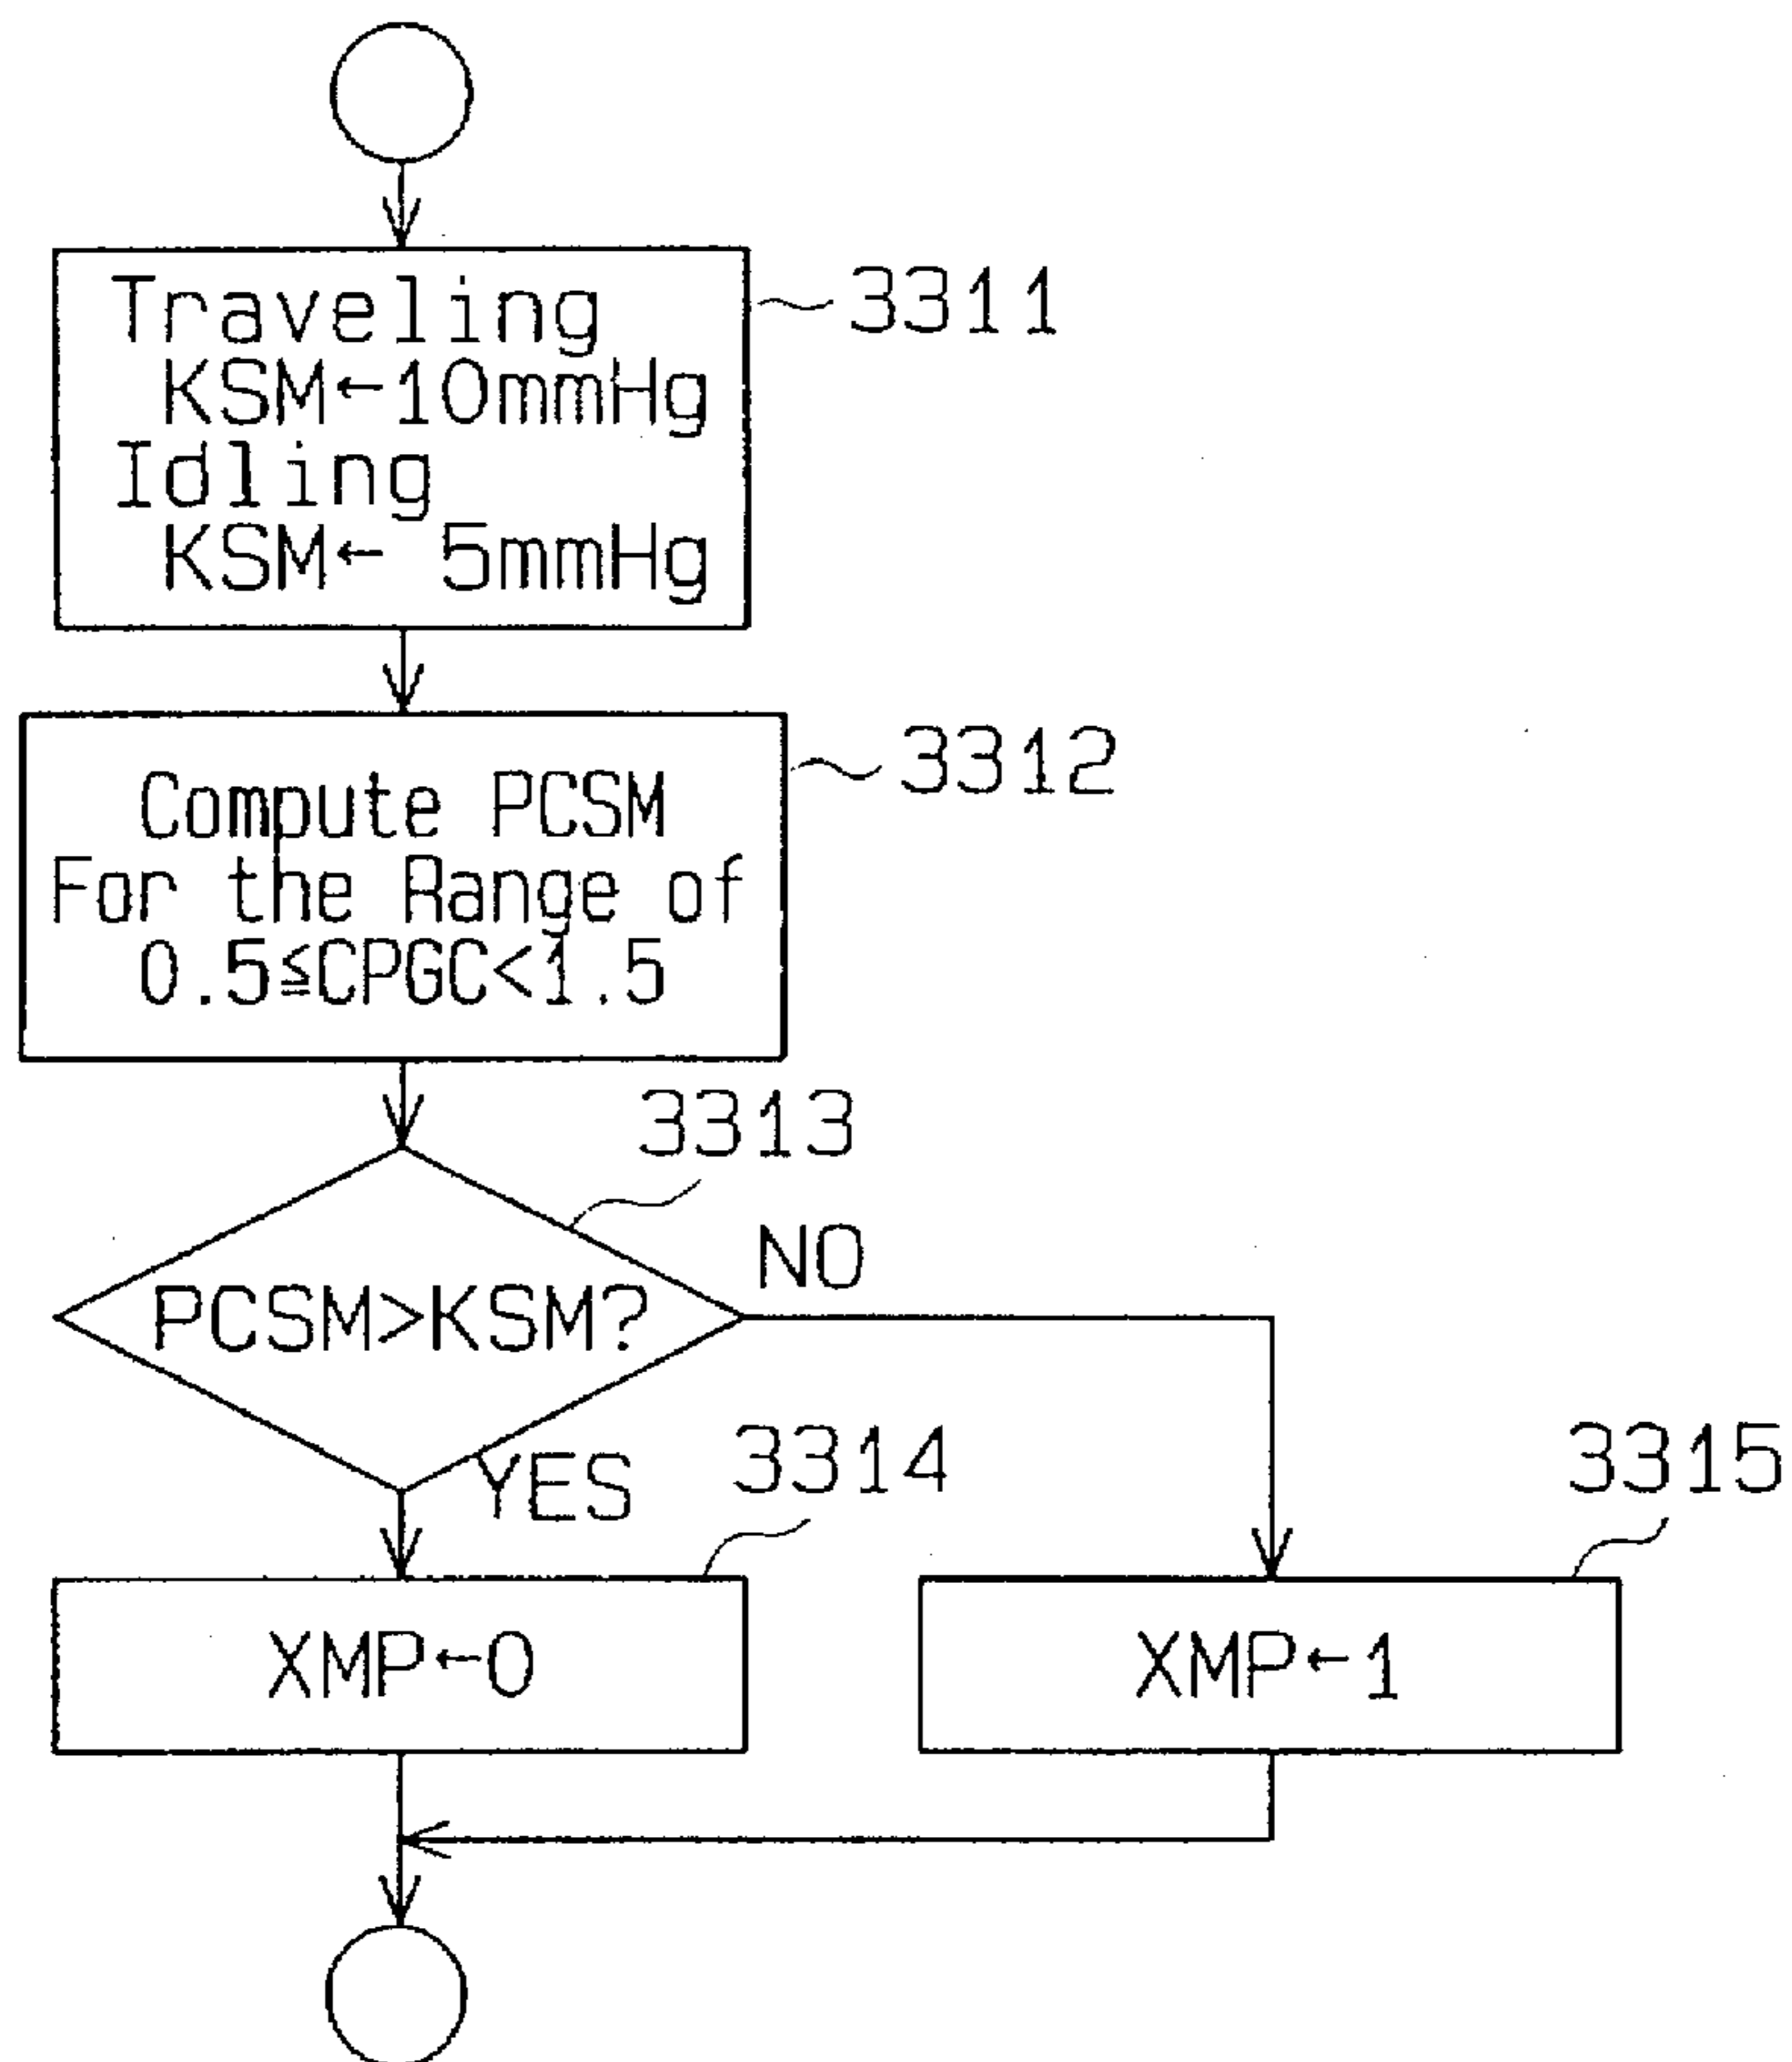 Traveling
KSM←10mmHg
Idling
KSM← 5mmHg
3311
Compute PCSM
For the Range of
0.5≦CPGC<1.5
3312
3313
PCSM>KSM?
NO
YES
3314
XMP←0
3315
XMP←1